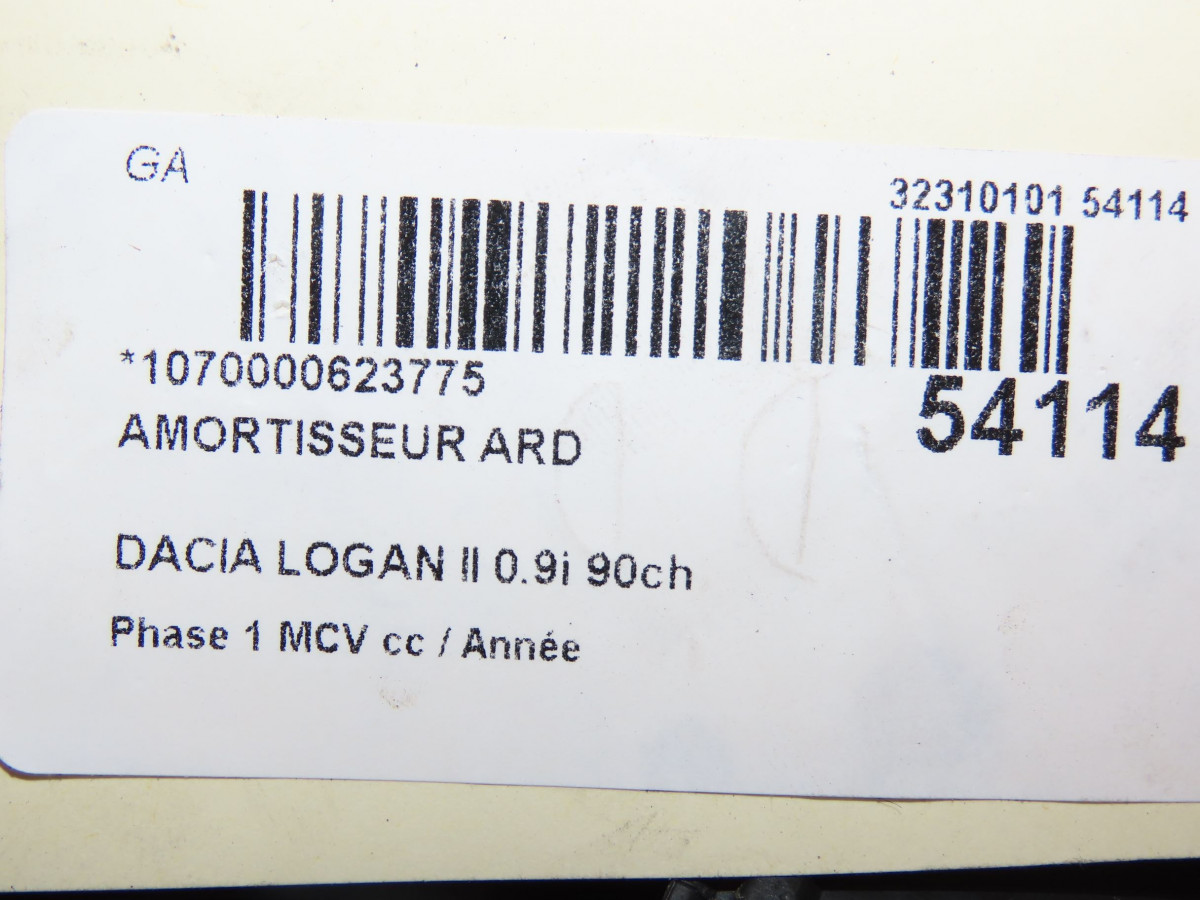 GA
32310101 54114
*1070000623775
54114
AMORTISSEUR ARD
DACIA LOGAN II 0.9i 90ch
Phase 1 MCV cc / Année